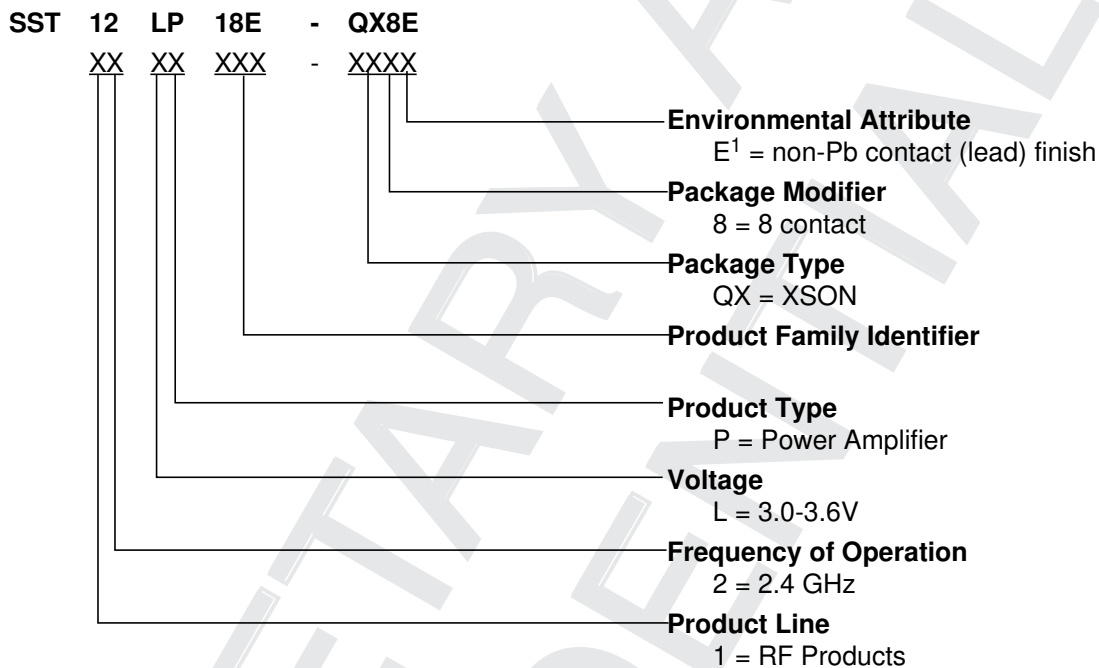 SST 12 LP 18E - QX8E
XX XX XXX - XXXX
Environmental Attribute
E1 = non-Pb contact (lead) finish
Package Modifier
8 = 8 contact
Package Type
QX = XSON
Product Family Identifier
Product Type
P = Power Amplifier
Voltage
L = 3.0-3.6V
Frequency of Operation
2 = 2.4 GHz
Product Line
1 = RF Products